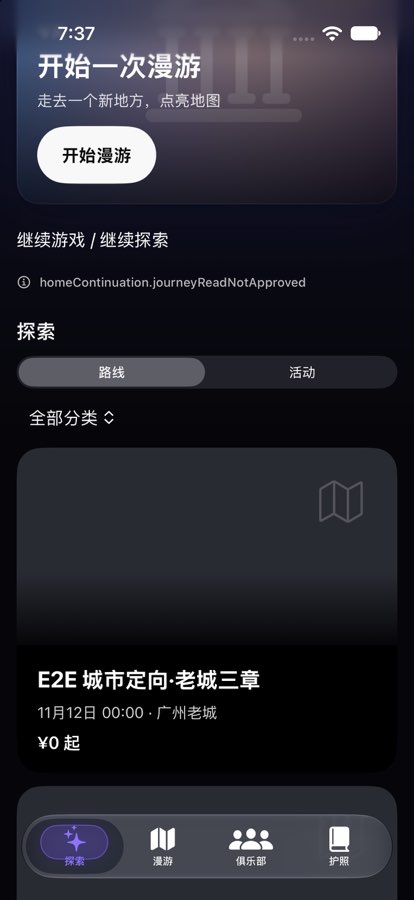 7:37
开始一次漫游
走去一个新地方，点亮地图
开始漫游
继续游戏 / 继续探索
homeContinuation.journeyReadNotApproved
探索
路线
活动
全部分类
E2E 城市定向·老城三章
11月12日 00:00 · 广州老城
¥0 起
探索
漫游
俱乐部
护照